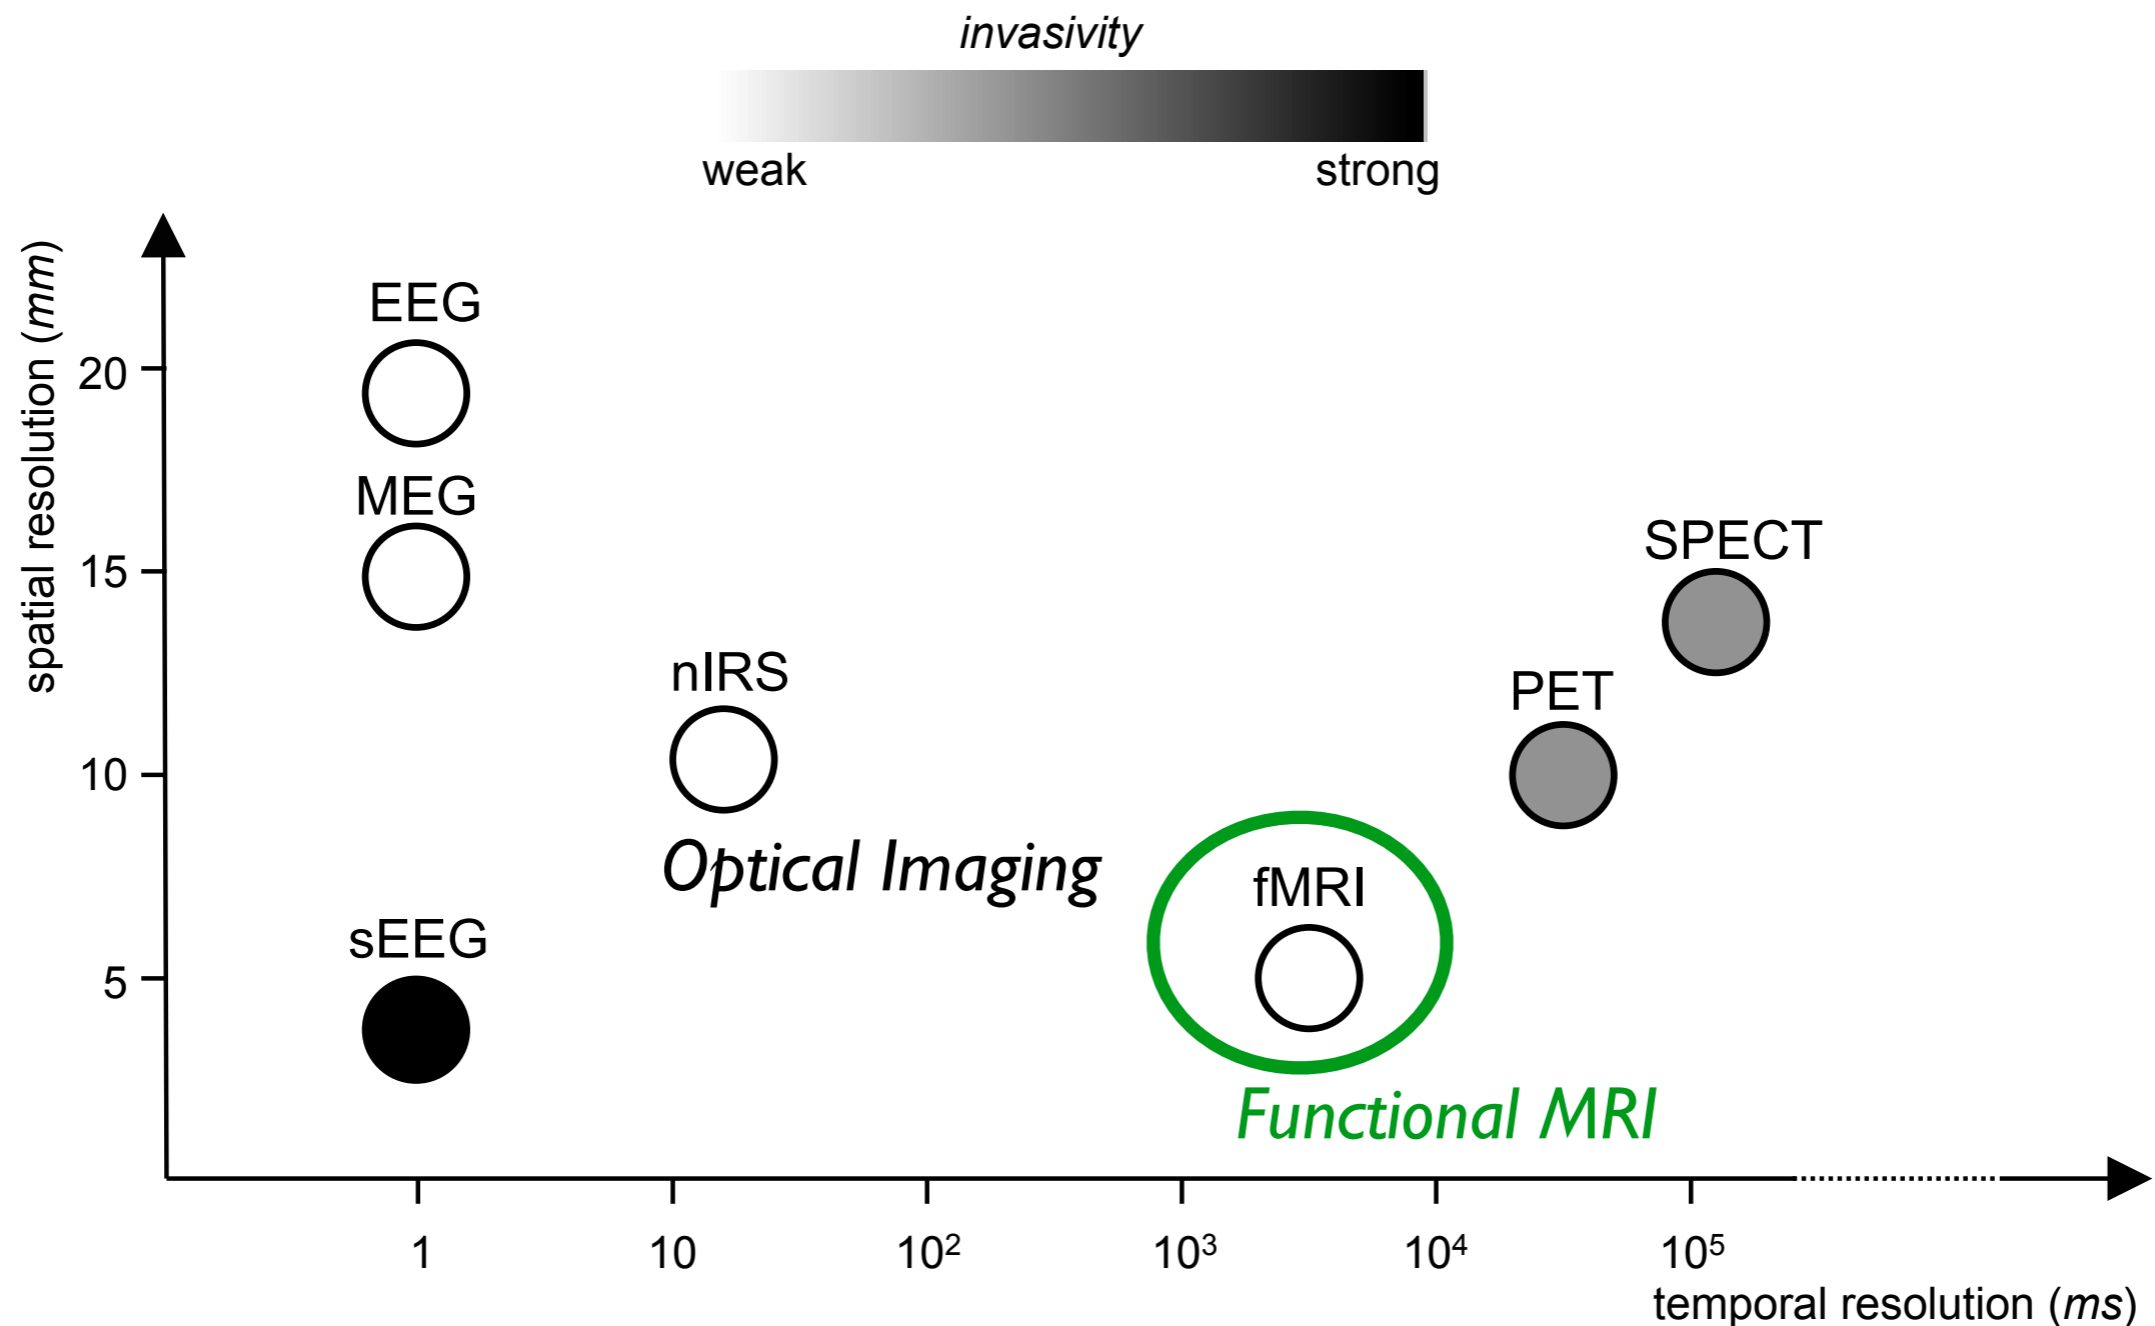 invasivity
weak strong
spatial resolution (mm)
EEG
20
MEG
15
SPECT
nIRS
PET
10
Optical Imaging
fMRI
sEEG
5
Functional MRI
1 10 10² 10³ 10⁴ 10⁵
temporal resolution (ms)